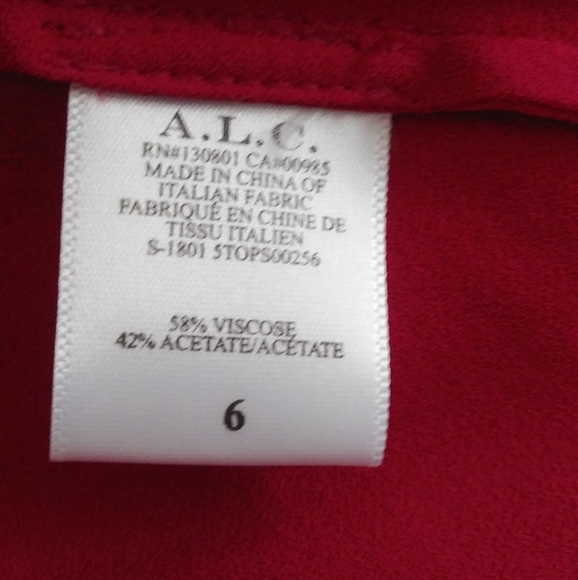 A.L.C.
RN#130801 CA#00985
MADE IN CHINA OF
ITALIAN FABRIC
FABRIQUÉ EN CHINE DE
TISSU ITALIEN
S-1801 5TOPS00256
58% VISCOSE
42% ACETATE/ACÉTATE
6